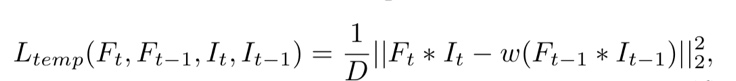 L_{temp}(F_t, F_{t-1}, I_t, I_{t-1}) = \frac{1}{D}||F_t * I_t - w(F_{t-1} * I_{t-1})||_2^2,